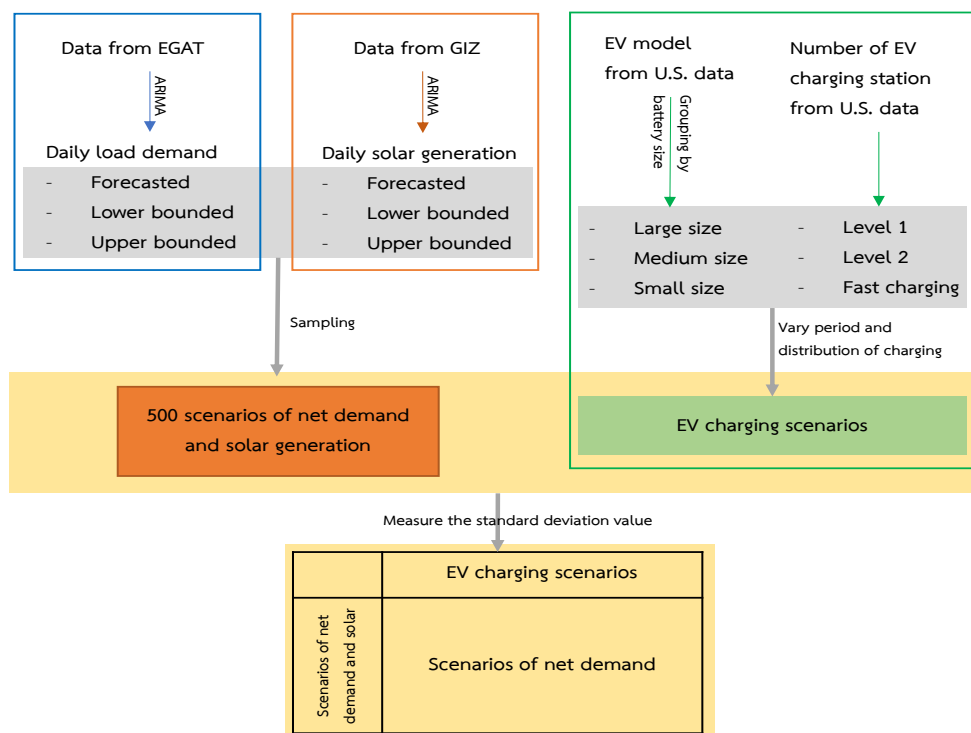 Data from EGAT
ARIMA
Daily load demand
- Forecasted
- Lower bounded
- Upper bounded
Data from GIZ
ARIMA
Daily solar generation
- Forecasted
- Lower bounded
- Upper bounded
Sampling
EV model
from U.S. data
Grouping by
battery size
- Large size
- Medium size
- Small size
Number of EV
charging station
from U.S. data
- Level 1
- Level 2
- Fast charging
Vary period and
distribution of charging
500 scenarios of net demand
and solar generation
EV charging scenarios
Measure the standard deviation value
EV charging scenarios
Scenarios of net
demand and solar
Scenarios of net demand